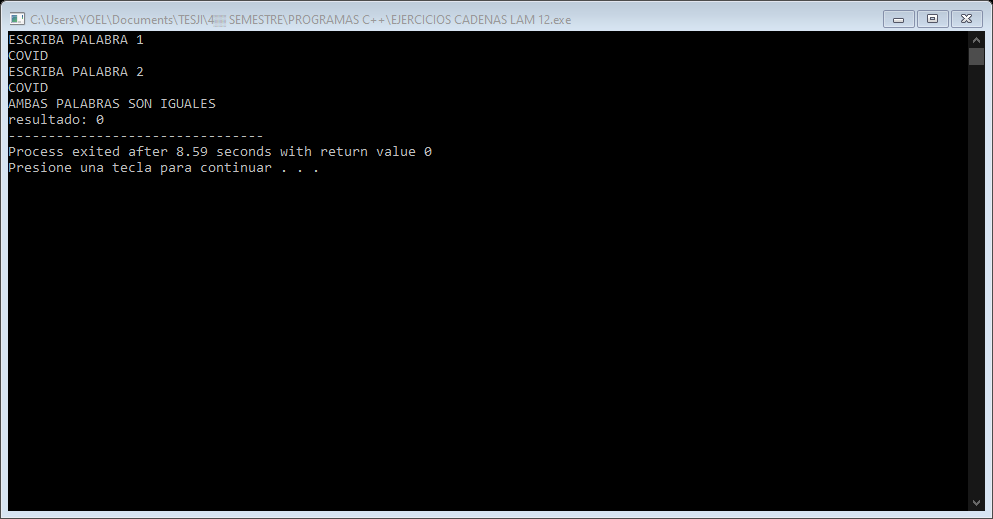 C:\Users\YOEL\Documents\TESJI\4 SEMESTRE\PROGRAMAS C++\EJERCICIOS CADENAS LAM 12.exe
ESCRIBA PALABRA 1
COVID
ESCRIBA PALABRA 2
COVID
AMBAS PALABRAS SON IGUALES
resultado: 0
--------------------------------
Process exited after 8.59 seconds with return value 0
Presione una tecla para continuar . . .